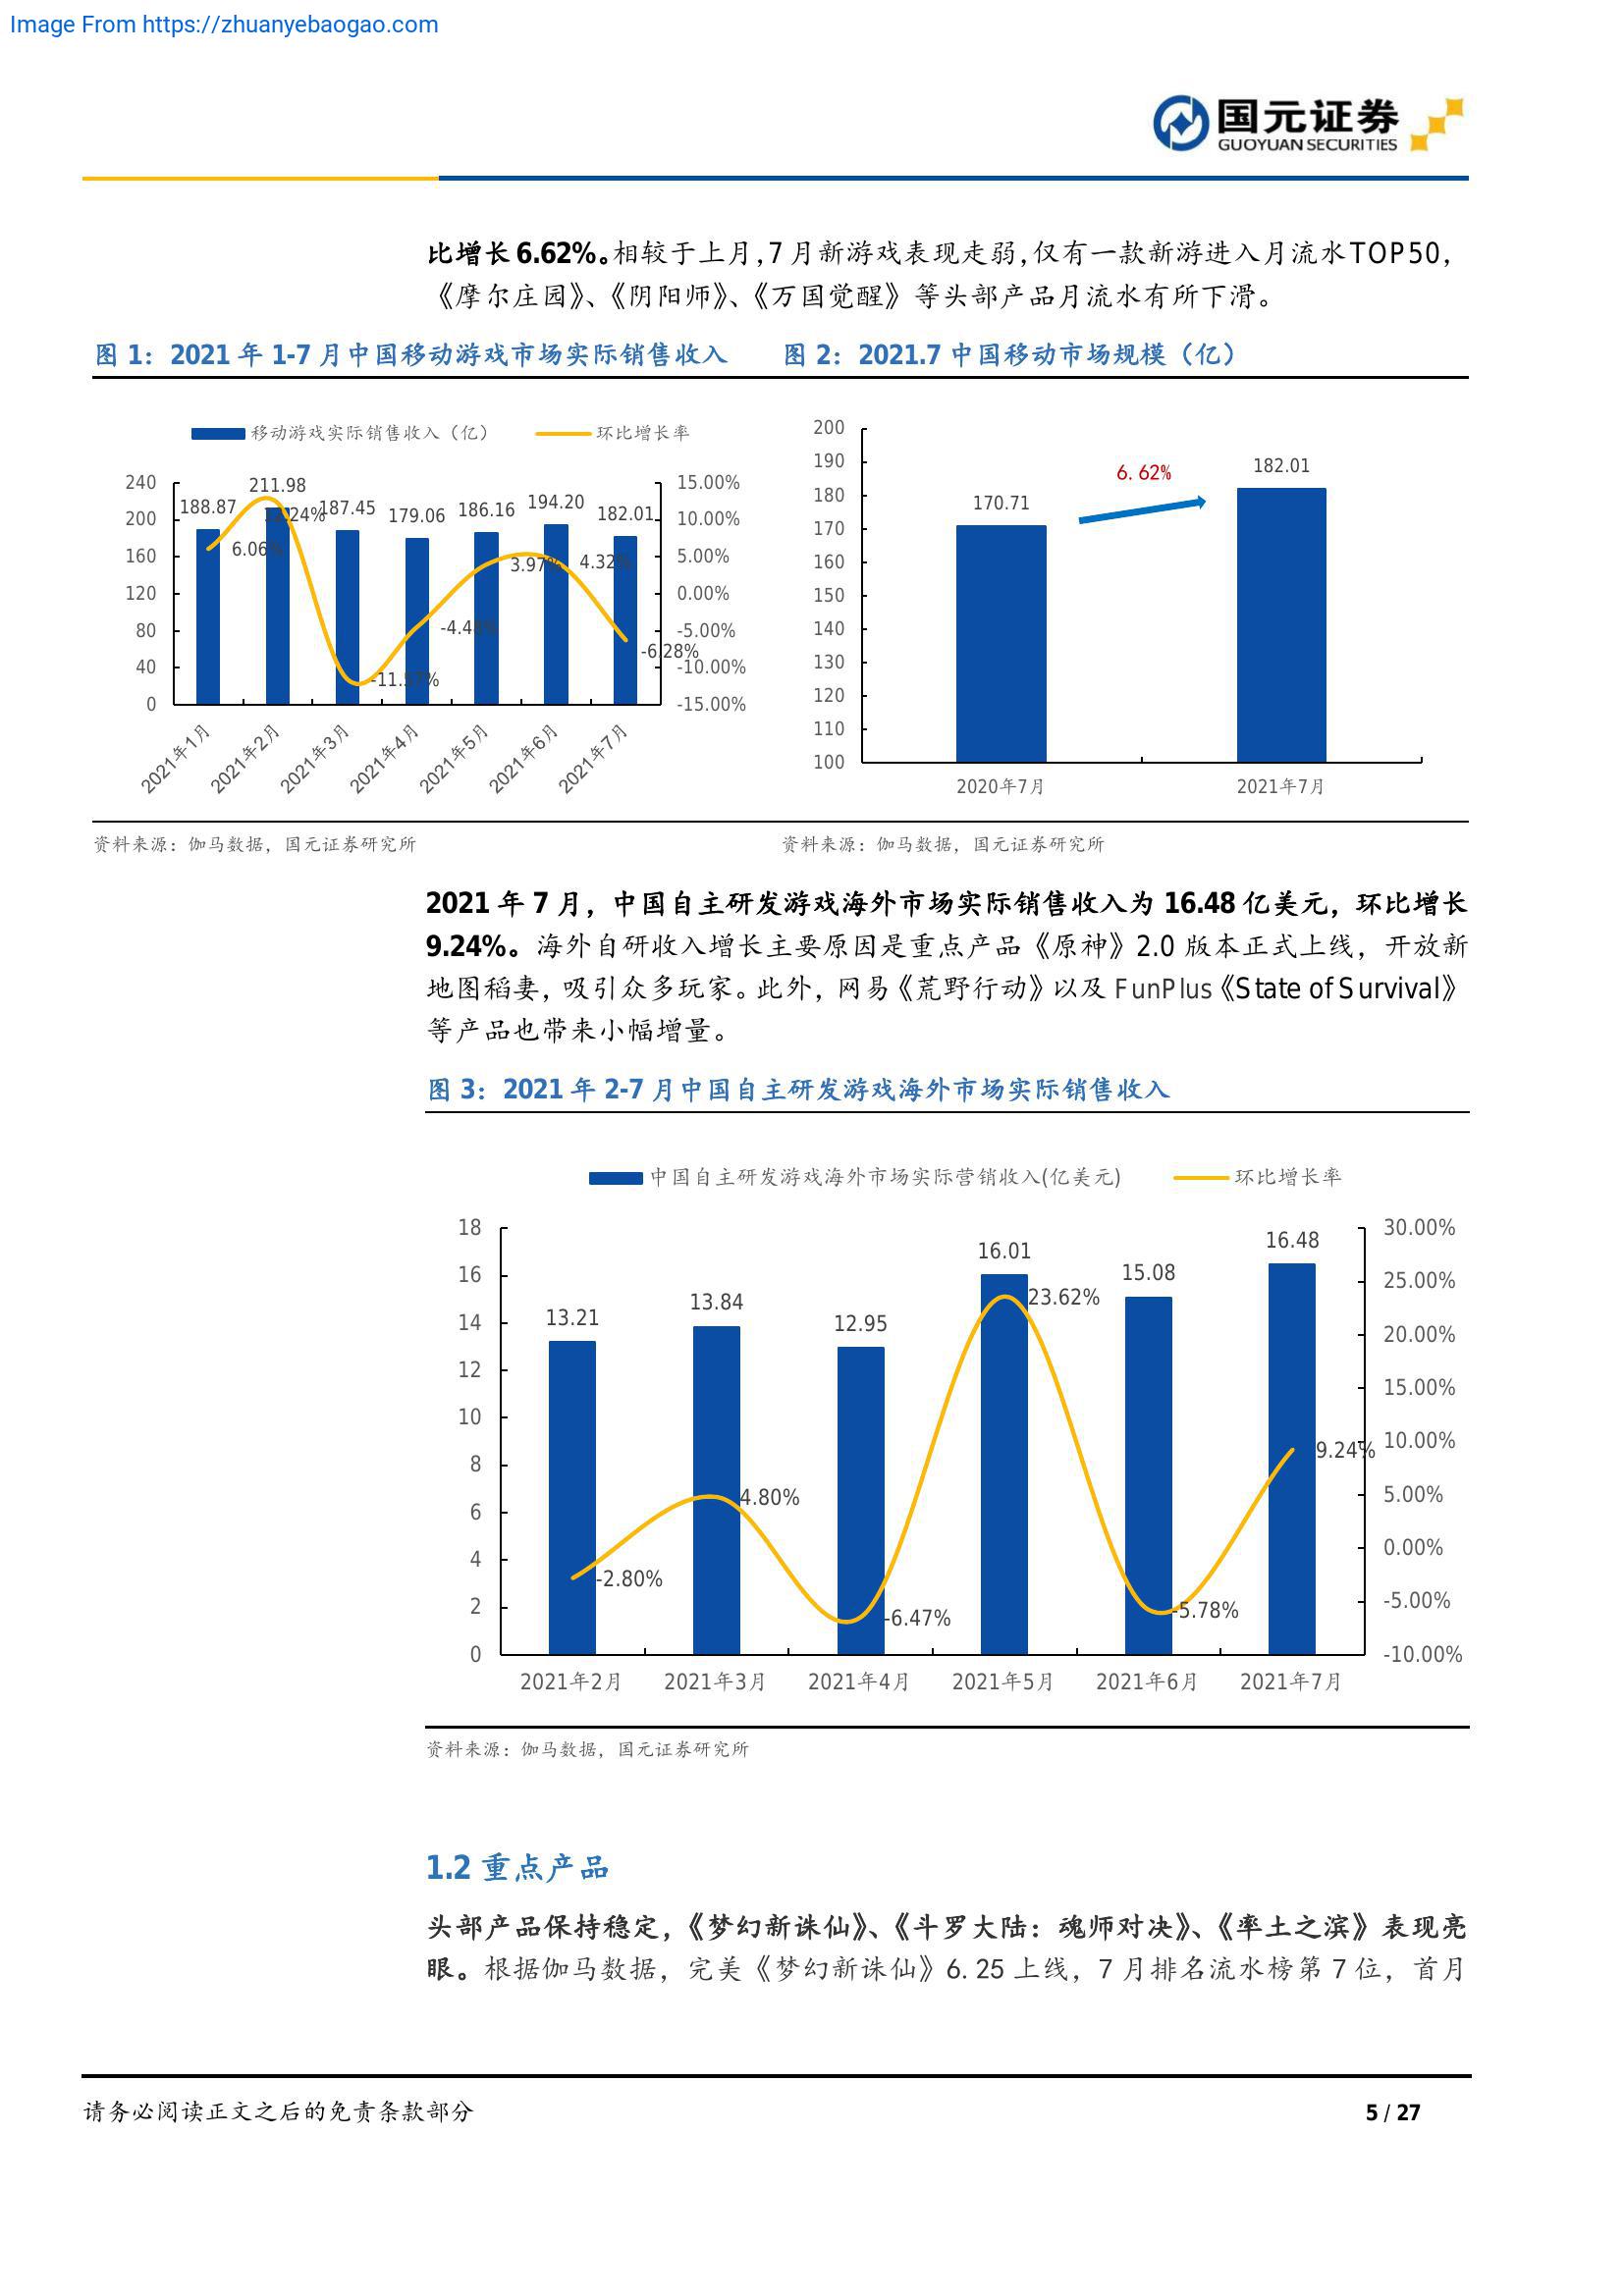 Image From https://zhuanyebaogao.com
国元证券
GUOYUAN SECURITIES
比增长 6.62%。相较于上月，7 月新游戏表现走弱，仅有一款新游进入月流水TOP50，
《摩尔庄园》、《阴阳师》、《万国觉醒》等头部产品月流水有所下滑。
图 1：2021 年 1-7 月中国移动游戏市场实际销售收入
图 2：2021.7 中国移动市场规模（亿）
移动游戏实际销售收入（亿） 环比增长率
240
200
160
120
80
40
0
188.87
211.98
187.45
179.06
186.16
194.20
182.01
6.06%
-4.48%
3.97%
4.32%
-6.28%
15.00%
10.00%
5.00%
0.00%
-5.00%
-10.00%
-15.00%
2021年1月
2021年2月
2021年3月
2021年4月
2021年5月
2021年6月
2021年7月
200
190
180
170
160
150
140
130
120
110
100
170.71
6.62%
182.01
2020年7月
2021年7月
资料来源：伽马数据，国元证券研究所
资料来源：伽马数据，国元证券研究所
2021 年 7 月，中国自主研发游戏海外市场实际销售收入为 16.48 亿美元，环比增长
9.24%。海外自研收入增长主要原因是重点产品《原神》2.0 版本正式上线，开放新
地图稻妻，吸引众多玩家。此外，网易《荒野行动》以及 FunPlus《State of Survival》
等产品也带来小幅增量。
图 3：2021 年 2-7 月中国自主研发游戏海外市场实际销售收入
中国自主研发游戏海外市场实际营销收入(亿美元) 环比增长率
18
16
14
12
10
8
6
4
2
0
13.21
13.84
12.95
16.01
15.08
16.48
-2.80%
4.80%
-6.47%
23.62%
-5.78%
9.24%
30.00%
25.00%
20.00%
15.00%
10.00%
5.00%
0.00%
-5.00%
-10.00%
2021年2月 2021年3月 2021年4月 2021年5月 2021年6月 2021年7月
资料来源：伽马数据，国元证券研究所
1.2 重点产品
头部产品保持稳定，《梦幻新诛仙》、《斗罗大陆：魂师对决》、《率土之滨》表现亮
眼。根据伽马数据，完美《梦幻新诛仙》6.25 上线，7 月排名流水榜第 7 位，首月
请务必阅读正文之后的免责条款部分
5 / 27